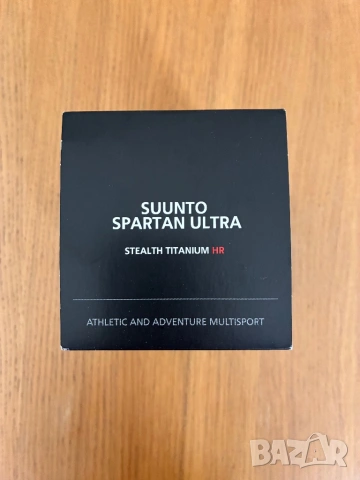 SUUNTO
SPARTAN ULTRA
STEALTH TITANIUM HR
ATHLETIC AND ADVENTURE MULTISPORT
BAZAR